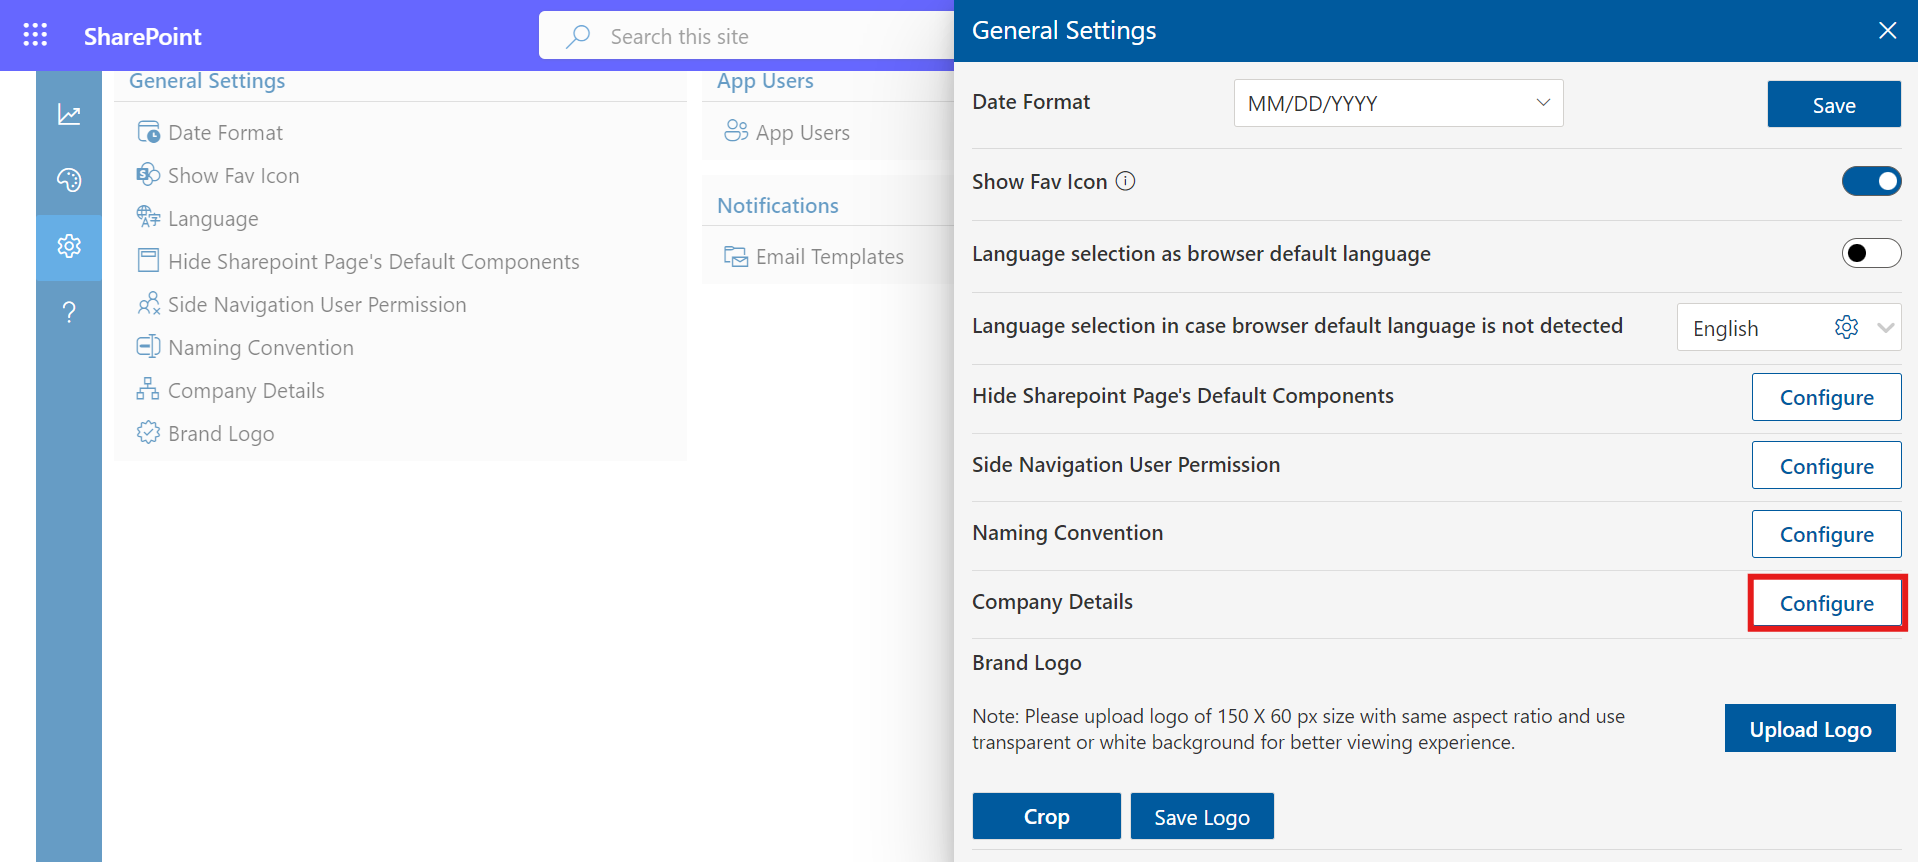 SharePoint
Search this site
General Settings
Date Format
Show Fav Icon
Language
Hide Sharepoint Page's Default Components
Side Navigation User Permission
Naming Convention
Company Details
Brand Logo
App Users
App Users
Notifications
Email Templates
General Settings
Date Format
MM/DD/YYYY
Save
Show Fav Icon
Language selection as browser default language
Language selection in case browser default language is not detected
English
Hide Sharepoint Page's Default Components
Configure
Side Navigation User Permission
Configure
Naming Convention
Configure
Company Details
Configure
Brand Logo
Note: Please upload logo of 150 X 60 px size with same aspect ratio and use
transparent or white background for better viewing experience.
Upload Logo
Crop
Save Logo